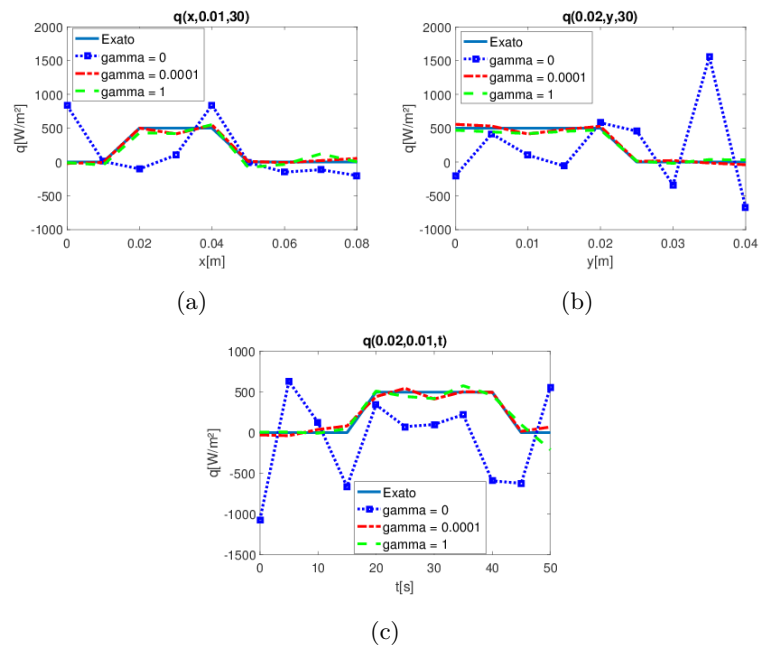 q(x,0.01,30)
2000
1500
1000
500
0
-500
-1000
q[W/m²]
Exato
gamma = 0
gamma = 0.0001
gamma = 1
0
0.02
0.04
0.06
0.08
x[m]
(a)
q(0.02,y,30)
2000
1500
1000
500
0
-500
-1000
q[W/m²]
Exato
gamma = 0
gamma = 0.0001
gamma = 1
0
0.01
0.02
0.03
0.04
y[m]
(b)
q(0.02,0.01,t)
1000
500
0
-500
-1000
-1500
q[W/m²]
Exato
gamma = 0
gamma = 0.0001
gamma = 1
0
10
20
30
40
50
t[s]
(c)